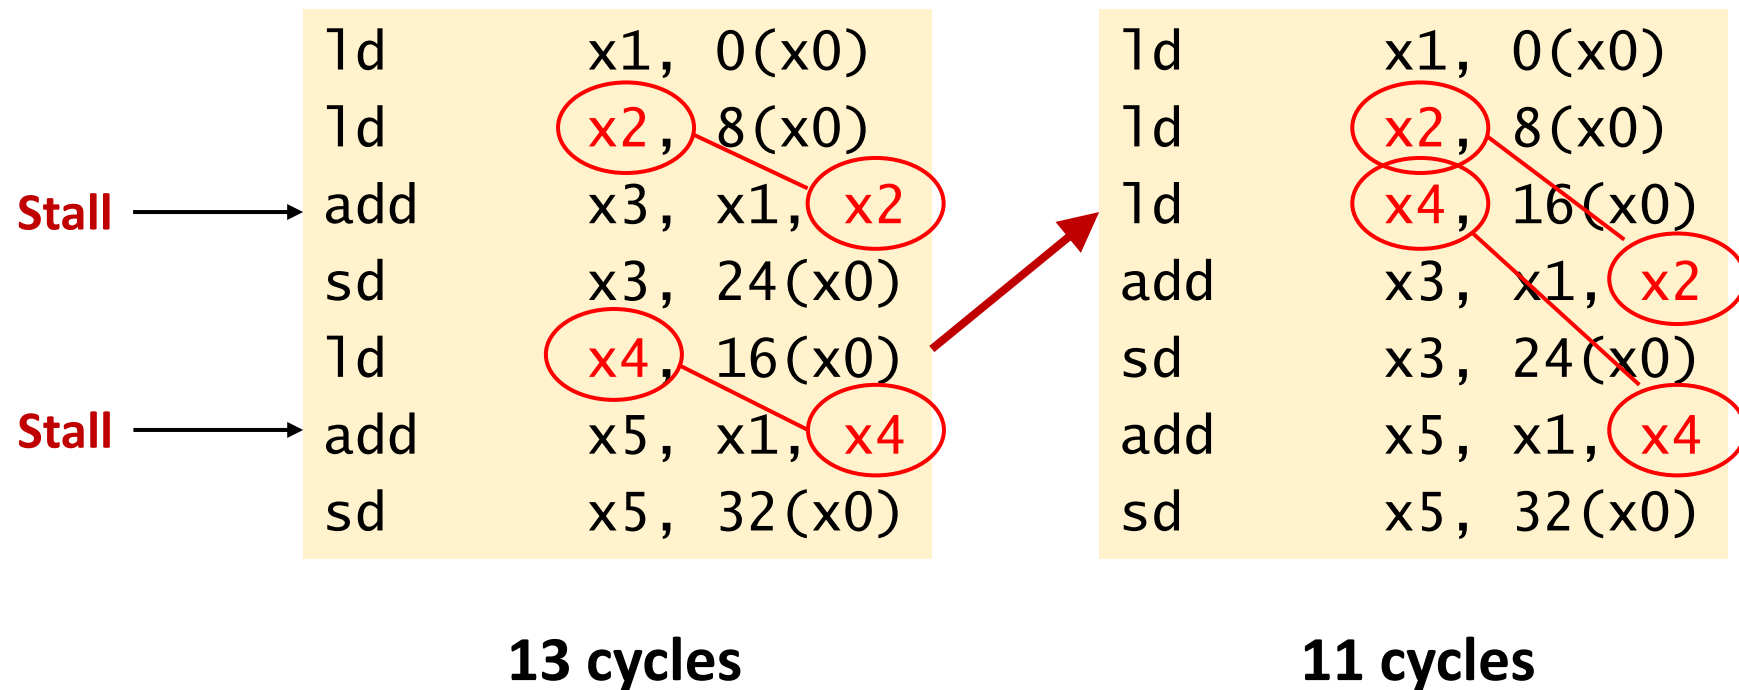 ld x1, 0(x0)
ld x2, 8(x0)
Stall
add x3, x1, x2
sd x3, 24(x0)
ld x4, 16(x0)
Stall
add x5, x1, x4
sd x5, 32(x0)
13 cycles
ld x1, 0(x0)
ld x2, 8(x0)
ld x4, 16(x0)
add x3, x1, x2
sd x3, 24(x0)
add x5, x1, x4
sd x5, 32(x0)
11 cycles